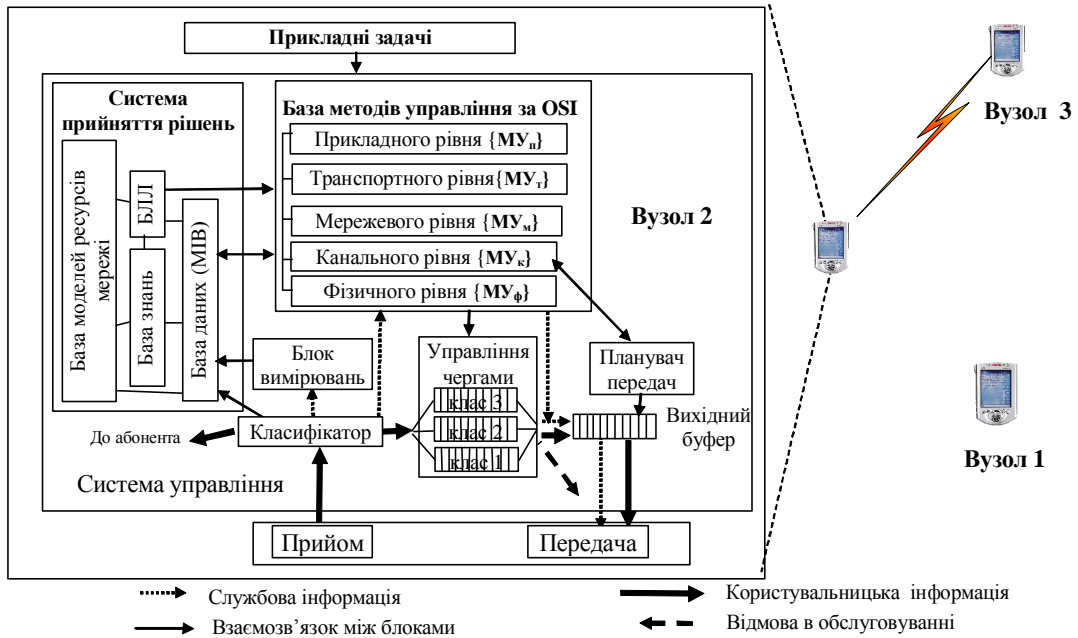 Прикладні задачі
Система
прийняття рішень
База моделей ресурсів
мережі
БЛЛ
База знань
База даних (MIB)
База методів управління за OSI
Прикладного рівня {МУп}
Транспортного рівня{МУт}
Мережевого рівня {МУм}
Канального рівня {МУк}
Фізичного рівня {МУф}
Вузол 2
Блок
вимірювань
Управління
чергами
клас 3
клас 2
клас 1
Планувач
передач
Вихідний
буфер
До абонента
Класифікатор
Система управління
Прийом
Передача
Вузол 3
Вузол 1
Службова інформація
Взаємозв’язок між блоками
Користувальницька інформація
Відмова в обслуговуванні